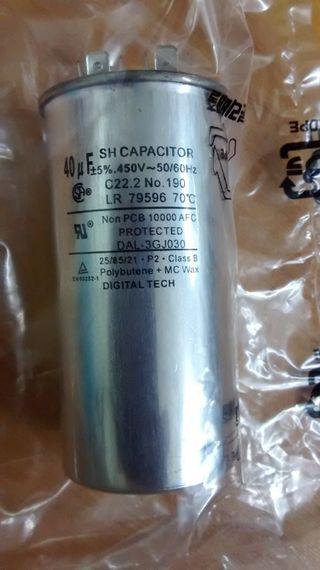 SH CAPACITOR
40 μF ±5%.450V~50/60Hz
C22.2 No.190
LR 79596 70℃
Non PCB 10000 AFC
PROTECTED
DAL-3GJ030
25/85/21 · P2 · Class B
Polybutene + MC Wax
DIGITAL TECH